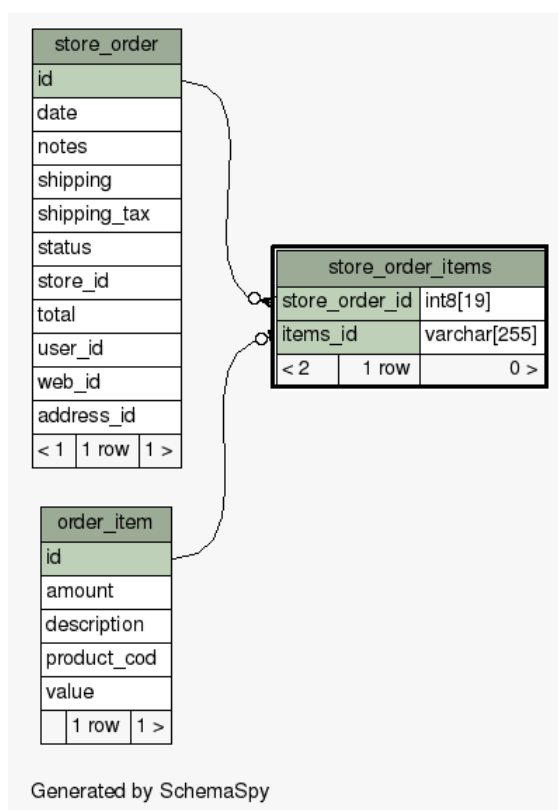 store_order
id
date
notes
shipping
shipping_tax
status
store_id
total
user_id
web_id
address_id
< 1 1 row 1 >
store_order_items
store_order_id int8[19]
items_id varchar[255]
< 2 1 row 0 >
order_item
id
amount
description
product_cod
value
1 row 1 >
Generated by SchemaSpy